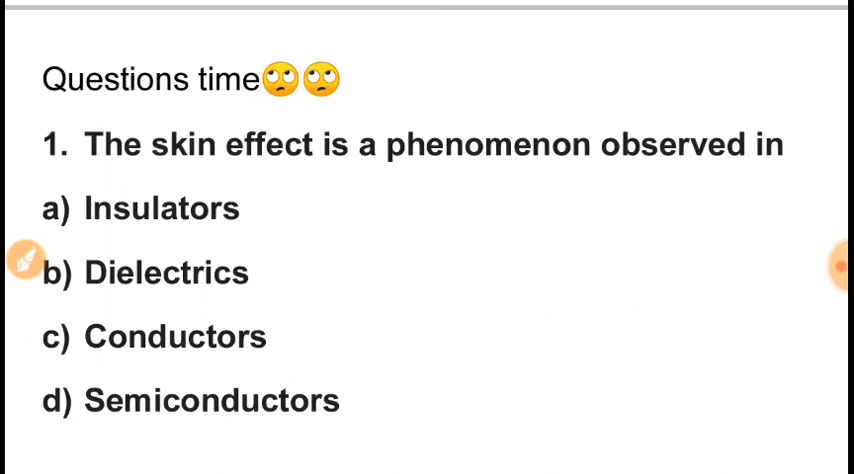 Questions time🙄🙄
1. The skin effect is a phenomenon observed in
a) Insulators
b) Dielectrics
c) Conductors
d) Semiconductors